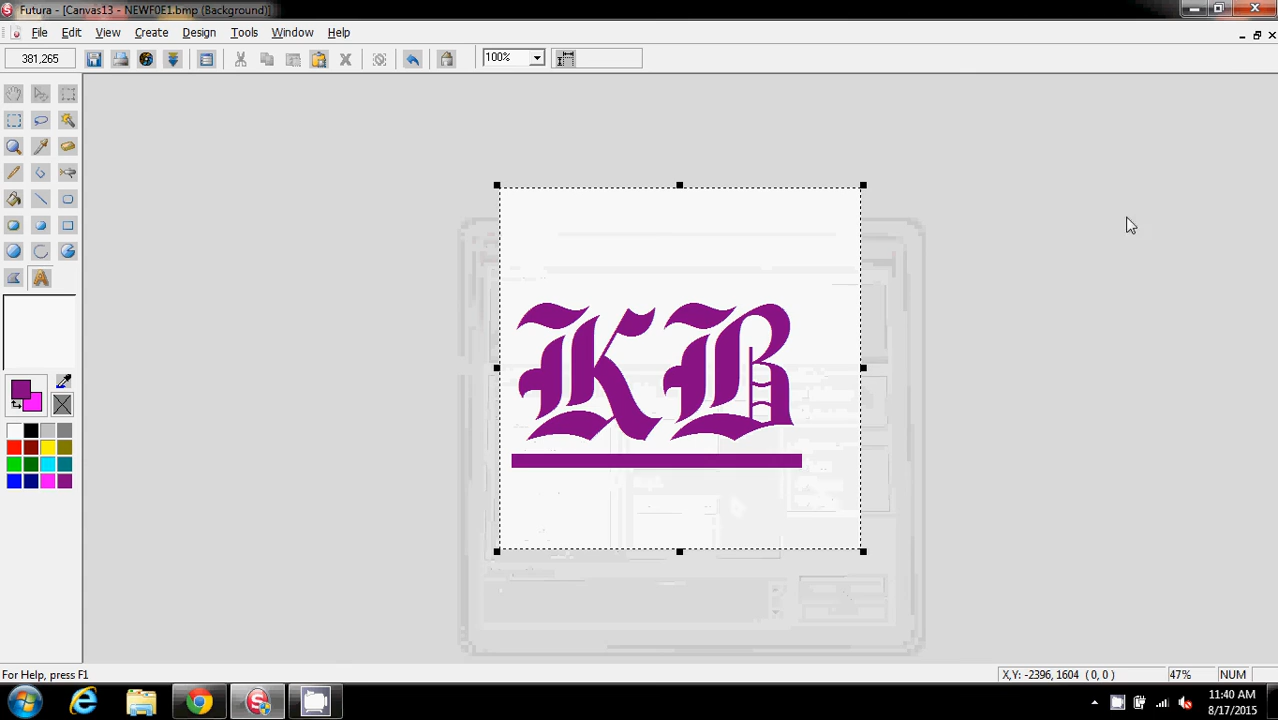 Futura - [Canvas13 - NEWF0E1.bmp (Background)]
File Edit View Create Design Tools Window Help
381,265
100%
KB
For Help, press F1
X,Y: -2396, 1604 ( 0, 0 )
47%
NUM
11:40 AM
8/17/2015